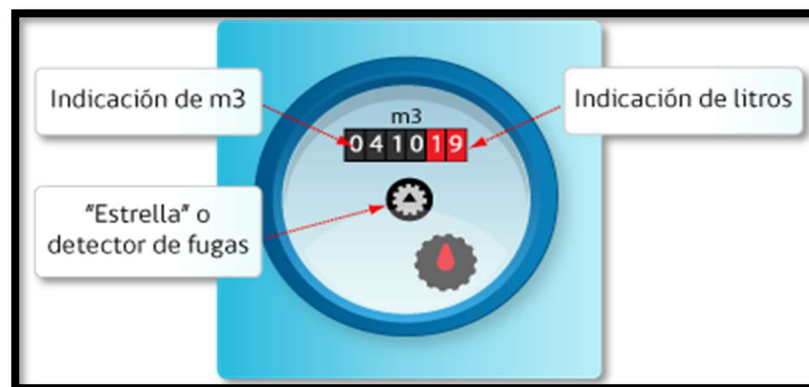 Indicación de m3
Indicación de litros
m3
041019
"Estrella" o
detector de fugas